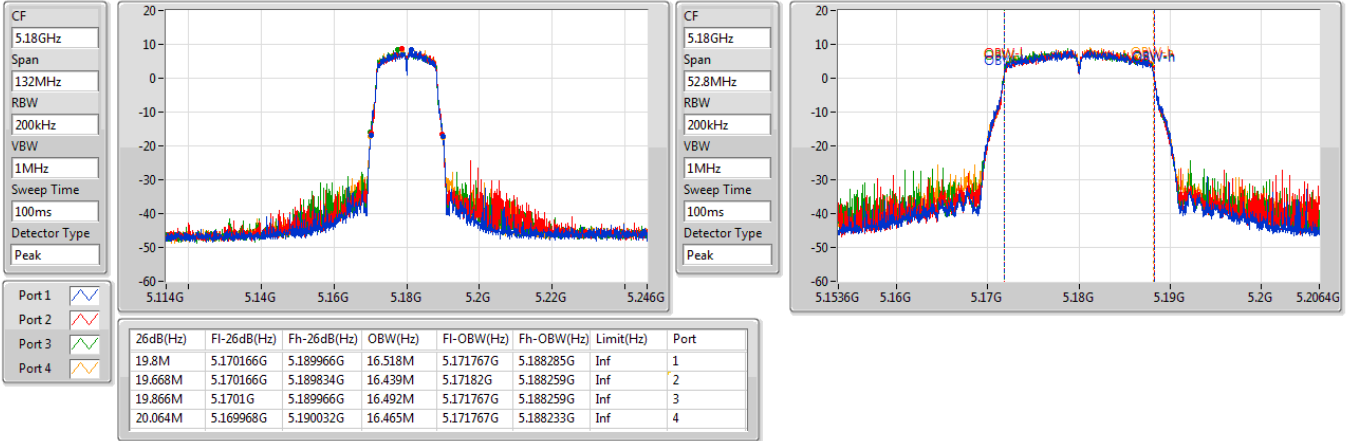 CF
5.18GHz
Span
132MHz
RBW
200kHz
VBW
1MHz
Sweep Time
100ms
Detector Type
Peak
20
10
0
-10
-20
-30
-40
-50
-60
5.114G 5.14G 5.16G 5.18G 5.2G 5.22G 5.246G
CF
5.18GHz
Span
52.8MHz
RBW
200kHz
VBW
1MHz
Sweep Time
100ms
Detector Type
Peak
20
10
0
-10
-20
-30
-40
-50
-60
OBW-l OBW-h
5.1536G 5.16G 5.17G 5.18G 5.19G 5.2G 5.2064G
Port 1
Port 2
Port 3
Port 4
26dB(Hz) Fl-26dB(Hz) Fh-26dB(Hz) OBW(Hz) Fl-OBW(Hz) Fh-OBW(Hz) Limit(Hz) Port
19.8M 5.170166G 5.189966G 16.518M 5.171767G 5.188285G Inf 1
19.668M 5.170166G 5.189834G 16.439M 5.17182G 5.188259G Inf 2
19.866M 5.1701G 5.189966G 16.492M 5.171767G 5.188259G Inf 3
20.064M 5.169968G 5.190032G 16.465M 5.171767G 5.188233G Inf 4